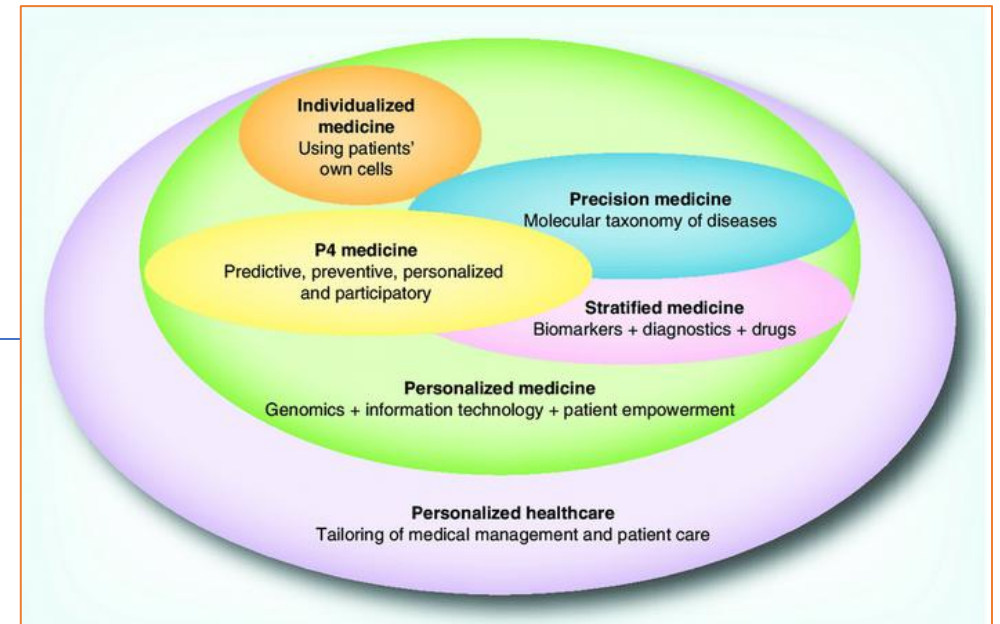 Individualized
medicine
Using patients’
own cells
Precision medicine
Molecular taxonomy of diseases
P4 medicine
Predictive, preventive, personalized
and participatory
Stratified medicine
Biomarkers + diagnostics + drugs
Personalized medicine
Genomics + information technology + patient empowerment
Personalized healthcare
Tailoring of medical management and patient care